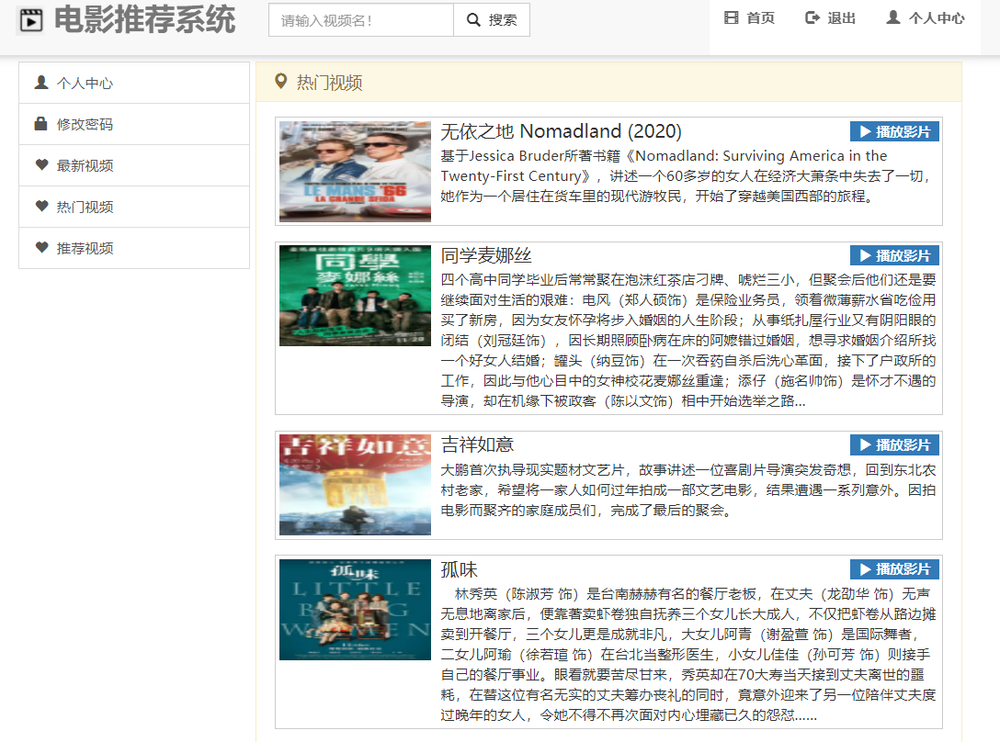 电影推荐系统
请输入视频名!
搜索
首页
退出
个人中心
个人中心
修改密码
最新视频
热门视频
推荐视频
热门视频
LE MANS '66
LA GRANDE SFIDA
无依之地 Nomadland (2020)
播放影片
基于Jessica Bruder所著书籍《Nomadland: Surviving America in the
Twenty-First Century》，讲述一个60多岁的女人在经济大萧条中失去了一切，
她作为一个居住在货车里的现代游牧民，开始了穿越美国西部的旅程。
同學
麥娜絲
同学麦娜丝
播放影片
四个高中同学毕业后常常聚在泡沫红茶店刁牌、唬烂三小，但聚会后他们还是要
继续面对生活的艰难：电风（郑人硕饰）是保险业务员，领着微薄薪水省吃俭用
买了新房，因为女友怀孕将步入婚姻的人生阶段；从事纸扎屋行业又有阴阳眼的
闭结（刘冠廷饰），因长期照顾卧病在床的阿嬷错过婚姻，想寻求婚姻介绍所找
一个好女人结婚；罐头（纳豆饰）在一次吞药自杀后洗心革面，接下了户政所的
工作，因此与他心目中的女神校花麦娜丝重逢；添仔（施名帅饰）是怀才不遇的
导演，却在机缘下被政客（陈以文饰）相中开始选举之路...
吉祥如意
吉祥如意
播放影片
大鹏首次执导现实题材文艺片，故事讲述一位喜剧片导演突发奇想，回到东北农
村老家，希望将一家人如何过年拍成一部文艺电影，结果遭遇一系列意外。因拍
电影而聚齐的家庭成员们，完成了最后的聚会。
孤味
LITTLE
BIG
WOMEN
孤味
播放影片
林秀英（陈淑芳 饰）是台南赫赫有名的餐厅老板，在丈夫（龙劭华 饰）无声
无息地离家后，便靠著卖虾卷独自抚养三个女儿长大成人，不仅把虾卷从路边摊
卖到开餐厅，三个女儿更是成就非凡，大女儿阿青（谢盈萱 饰）是国际舞者，
二女儿阿瑜（徐若瑄 饰）在台北当整形医生，小女儿佳佳（孙可芳 饰）则接手
自己的餐厅事业。眼看就要苦尽甘来，秀英却在70大寿当天接到丈夫离世的噩
耗，在替这位有名无实的丈夫筹办丧礼的同时，竟意外迎来了另一位陪伴丈夫度
过晚年的女人，令她不得不再次面对内心埋藏已久的怨怼……